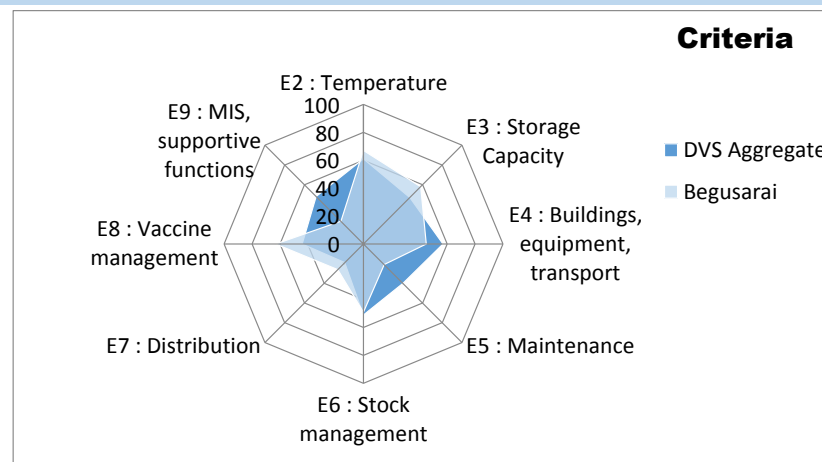 Criteria
E2 : Temperature
100
80
60
40
20
0
E3 : Storage
Capacity
E4 : Buildings,
equipment,
transport
E5 : Maintenance
E6 : Stock
management
E7 : Distribution
E8 : Vaccine
management
E9 : MIS,
supportive
functions
DVS Aggregate
Begusarai